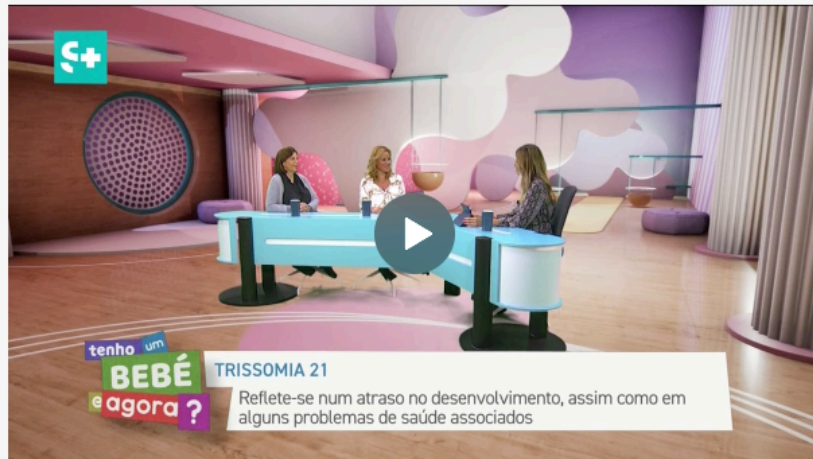 S+
tenho um
BEBÉ
e agora ?
TRISSOMIA 21
Reflete-se num atraso no desenvolvimento, assim como em
alguns problemas de saúde associados